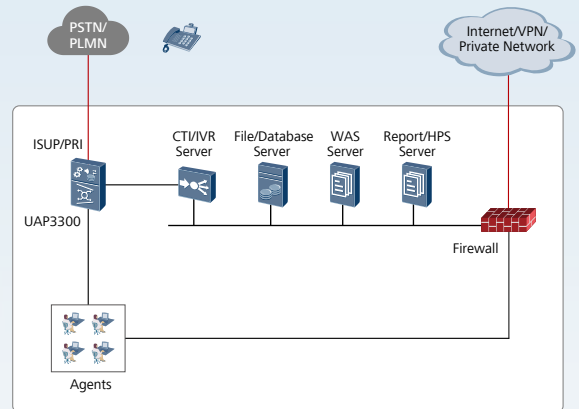 PSTN/
PLMN
Internet/VPN/
Private Network
ISUP/PRI
CTI/IVR
Server
File/Database
Server
WAS
Server
Report/HPS
Server
UAP3300
Firewall
Agents